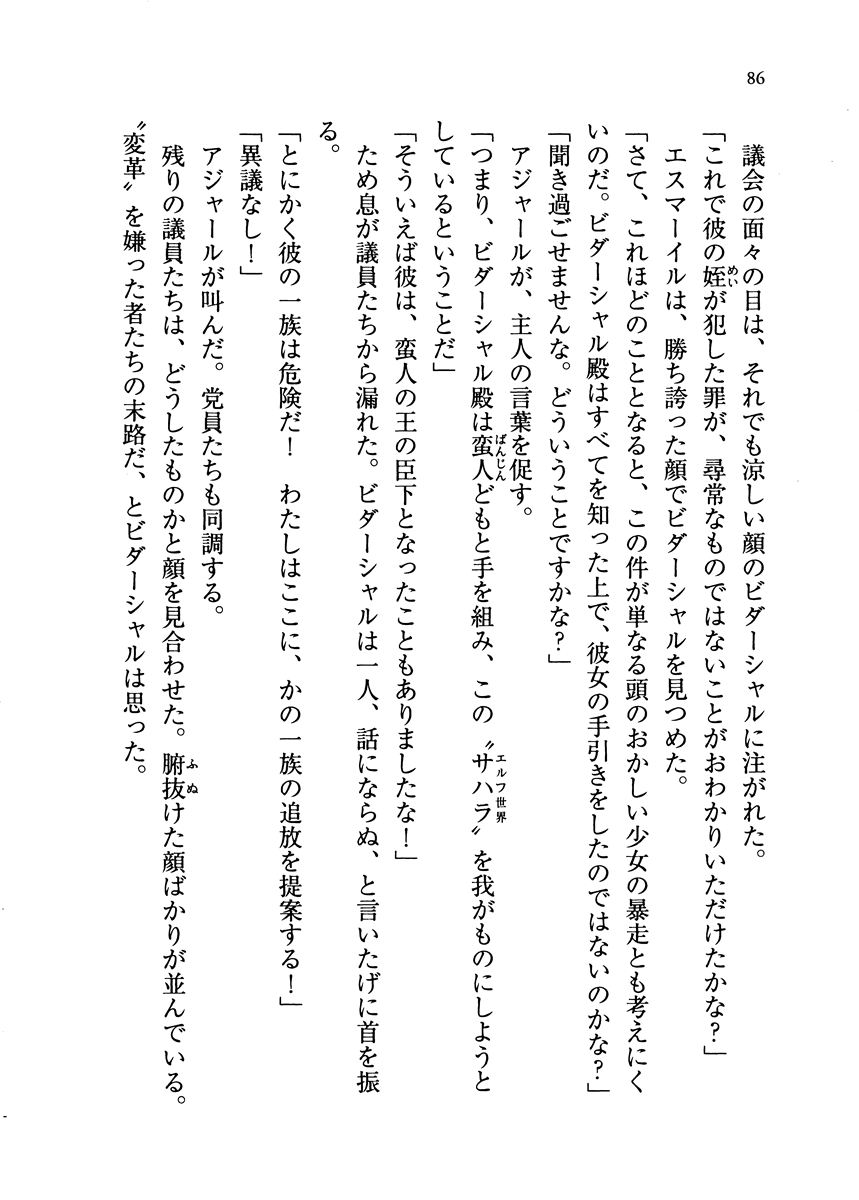 86
議会の面々の目は、それでも涼しい顔のビダーシャルに注がれた。
「これで彼の姪めいが犯した罪が、尋常なものではないことがおわかりいただけたかな？」
エスマーイルは、勝ち誇った顔でビダーシャルを見つめた。
「さて、これほどのこととなると、この件が単なる頭のおかしい少女の暴走とも考えにく
いのだ。ビダーシャル殿はすべてを知った上で、彼女の手引きをしたのではないのかな？」
「聞き過ごせませんな。どういうことですかな？」
アジャールが、主人の言葉を促す。
「つまり、ビダーシャル殿は蛮人ばんじんどもと手を組み、この〝サハラエルフ世界〟を我がものにしようと
しているということだ」
「そういえば彼は、蛮人の王の臣下となったこともありましたな！」
ため息が議員たちから漏れた。ビダーシャルは一人、話にならぬ、と言いたげに首を振
る。
「とにかく彼の一族は危険だ！　わたしはここに、かの一族の追放を提案する！」
「異議なし！」
アジャールが叫んだ。党員たちも同調する。
残りの議員たちは、どうしたものかと顔を見合わせた。腑抜ふぬけた顔ばかりが並んでいる。
〝変革〟を嫌った者たちの末路だ、とビダーシャルは思った。